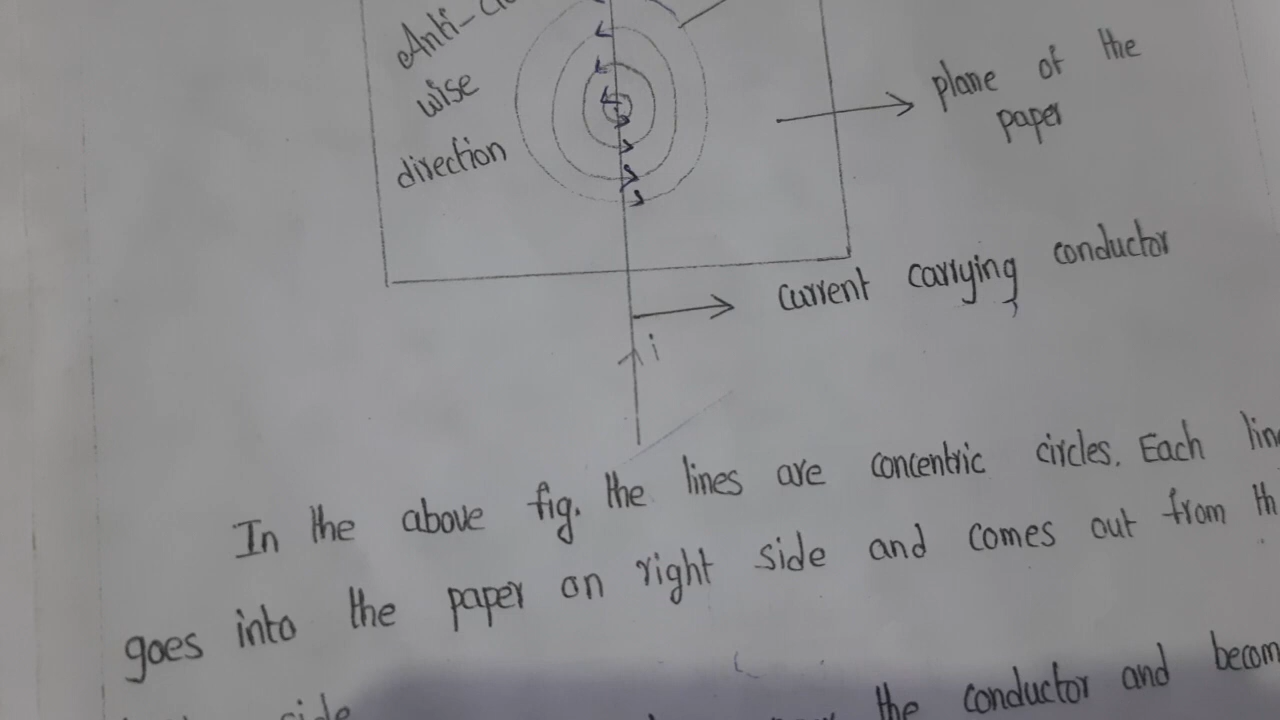 Anti-
wise
direction
plane of the
paper
current carrying conductor
i
In the above fig. the lines are concentric circles. Each
goes into the paper on right side and comes out from
side
the conductor and